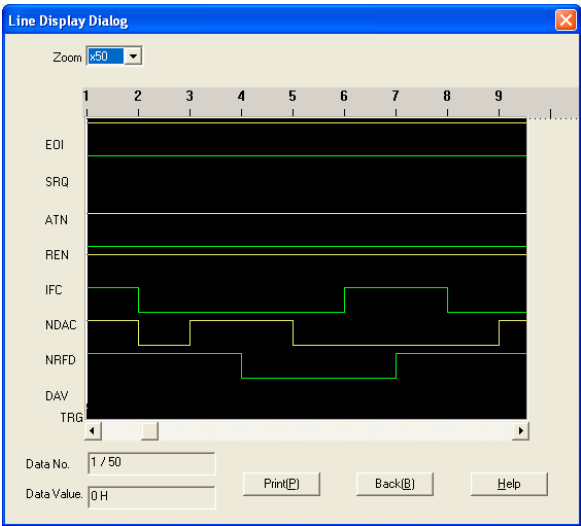 Line Display Dialog
Zoom x50
1 2 3 4 5 6 7 8 9
EOI
SRQ
ATN
REN
IFC
NDAC
NRFD
DAV
TRG
Data No. 1 / 50
Data Value. 0 H
Print(P) Back(B) Help